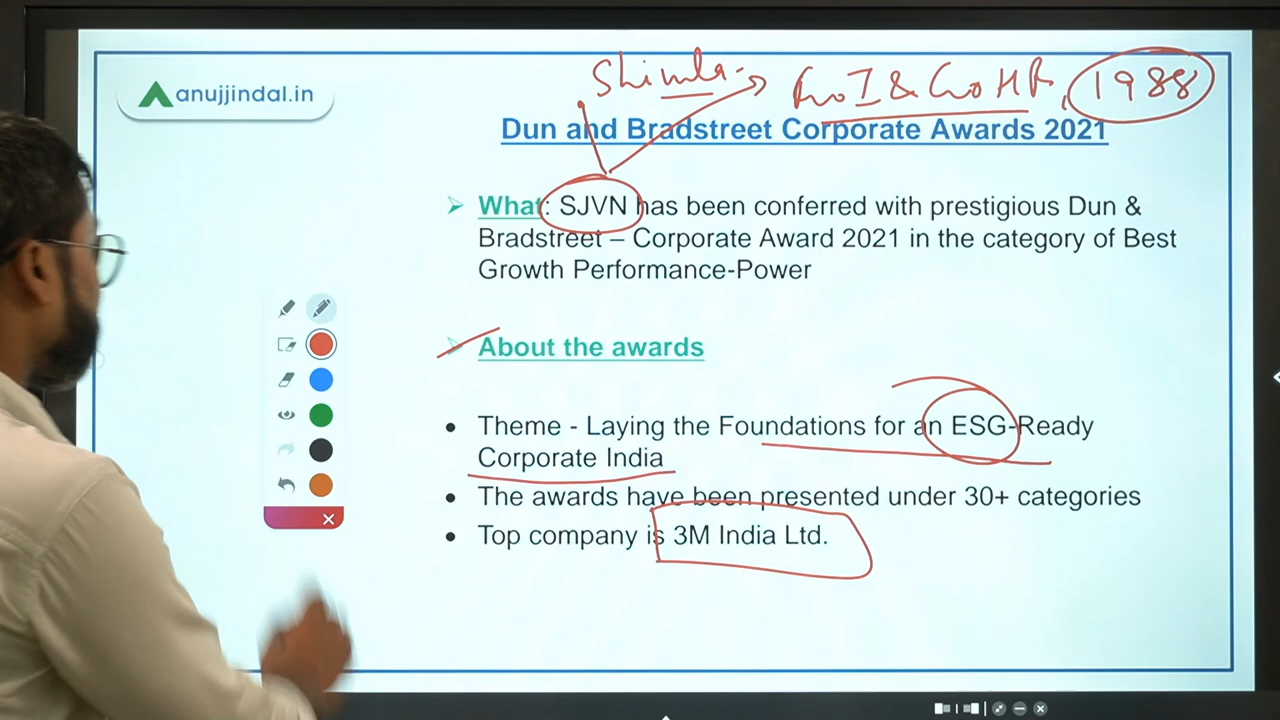 anujjindal.in
Shimla.
GoI & GoHP, 1988
Dun and Bradstreet Corporate Awards 2021
What: SJVN has been conferred with prestigious Dun &
Bradstreet – Corporate Award 2021 in the category of Best
Growth Performance-Power
About the awards
• Theme - Laying the Foundations for an ESG-Ready
Corporate India
• The awards have been presented under 30+ categories
• Top company is 3M India Ltd.